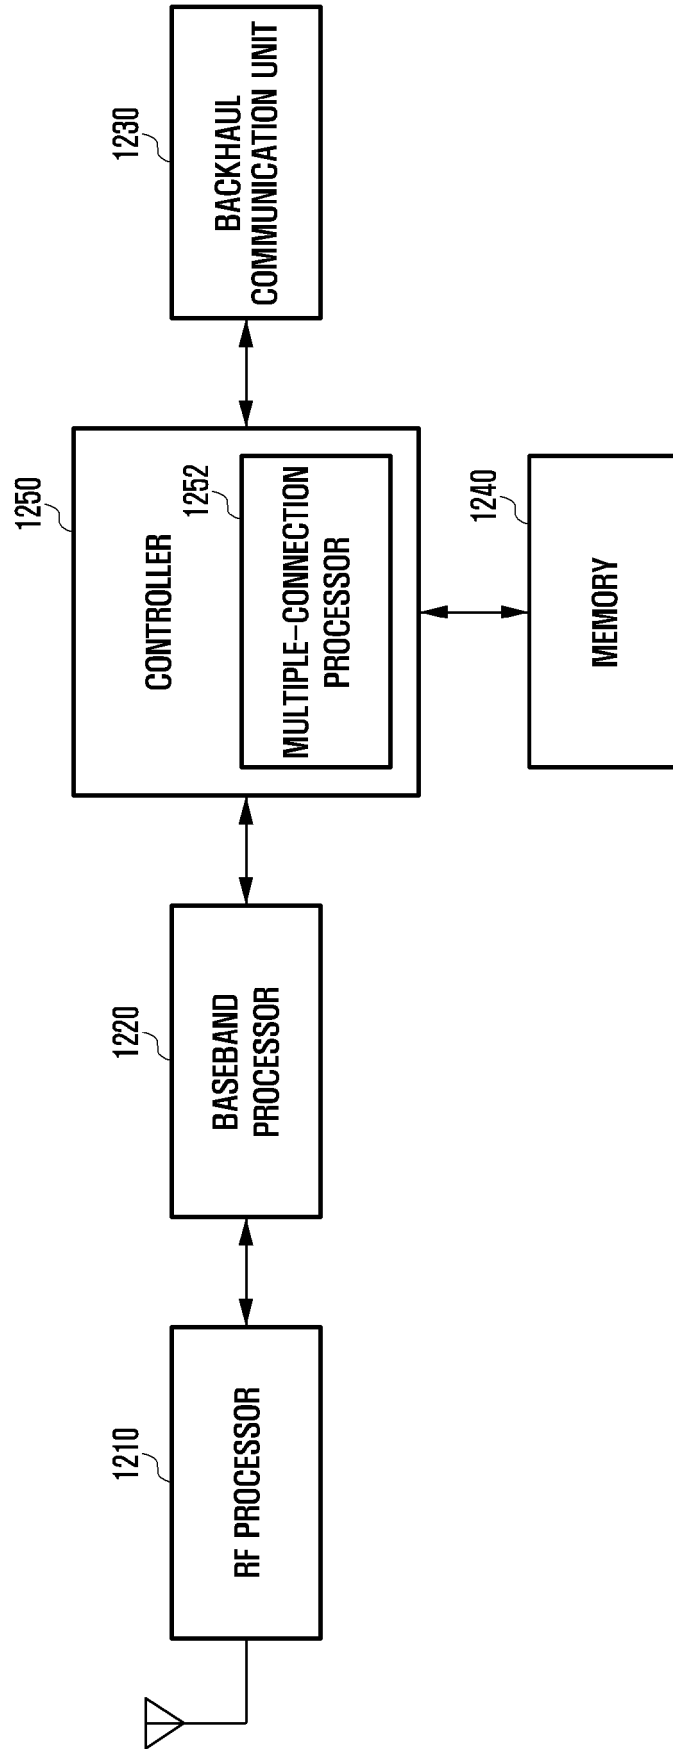 1210
RF PROCESSOR
1220
BASEBAND
PROCESSOR
1250
CONTROLLER
1252
MULTIPLE-CONNECTION
PROCESSOR
1230
BACKHAUL
COMMUNICATION UNIT
1240
MEMORY